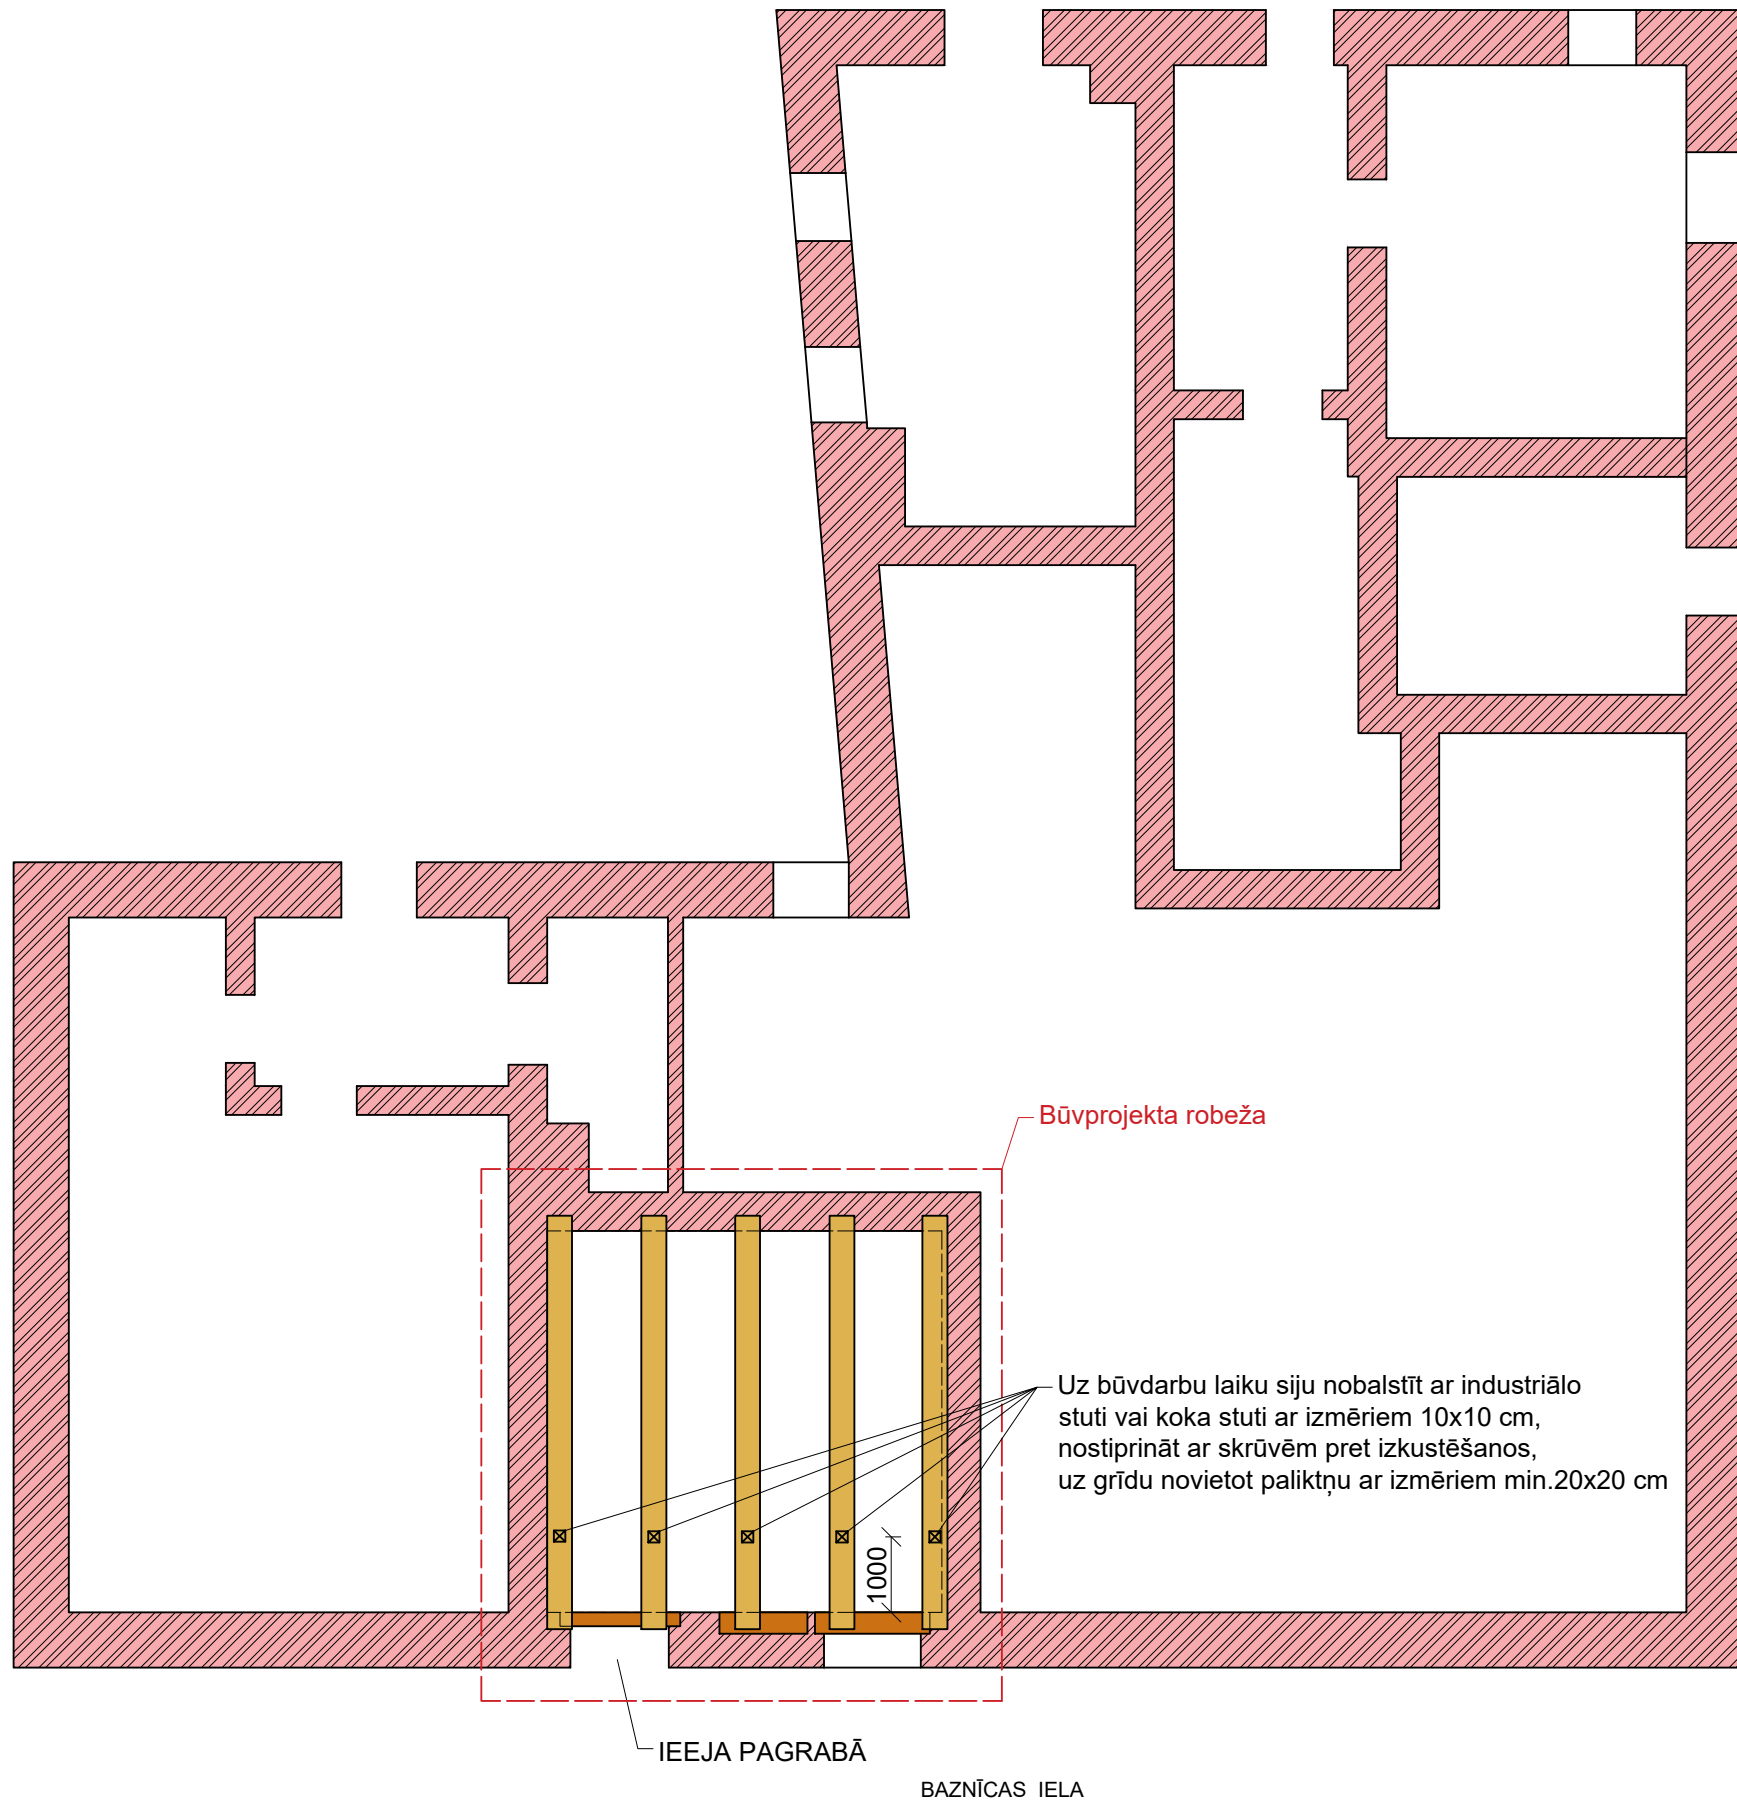 Būvprojekta robeža
Uz būvdarbu laiku siju nobalstīt ar industriālo
stuti vai koka stuti ar izmēriem 10x10 cm,
nostiprināt ar skrūvēm pret izkustēšanos,
uz grīdu novietot paliktņu ar izmēriem min.20x20 cm
1000
IEEJA PAGRABĀ
BAZNĪCAS IELA